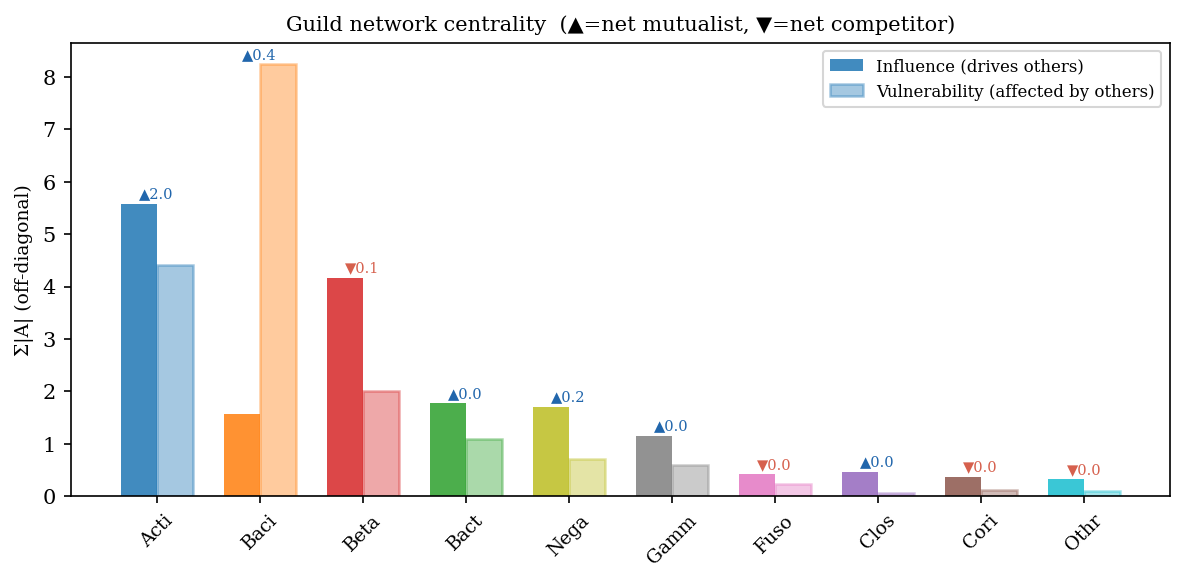 Guild network centrality  (▲=net mutualist, ▼=net competitor)
Influence (drives others)
Vulnerability (affected by others)
Σ|A| (off-diagonal)
8
7
6
5
4
3
2
1
0
▲2.0
▲0.4
▼0.1
▲0.0
▲0.2
▲0.0
▼0.0
▲0.0
▼0.0
▼0.0
Acti
Baci
Beta
Bact
Nega
Gamm
Fuso
Clos
Cori
Othr